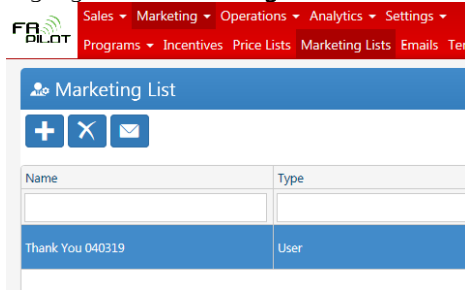 Sales Marketing Operations Analytics Settings
FR PILOT
Programs Incentives Price Lists Marketing Lists Emails
Marketing List
Name Type
Thank You 040319 User